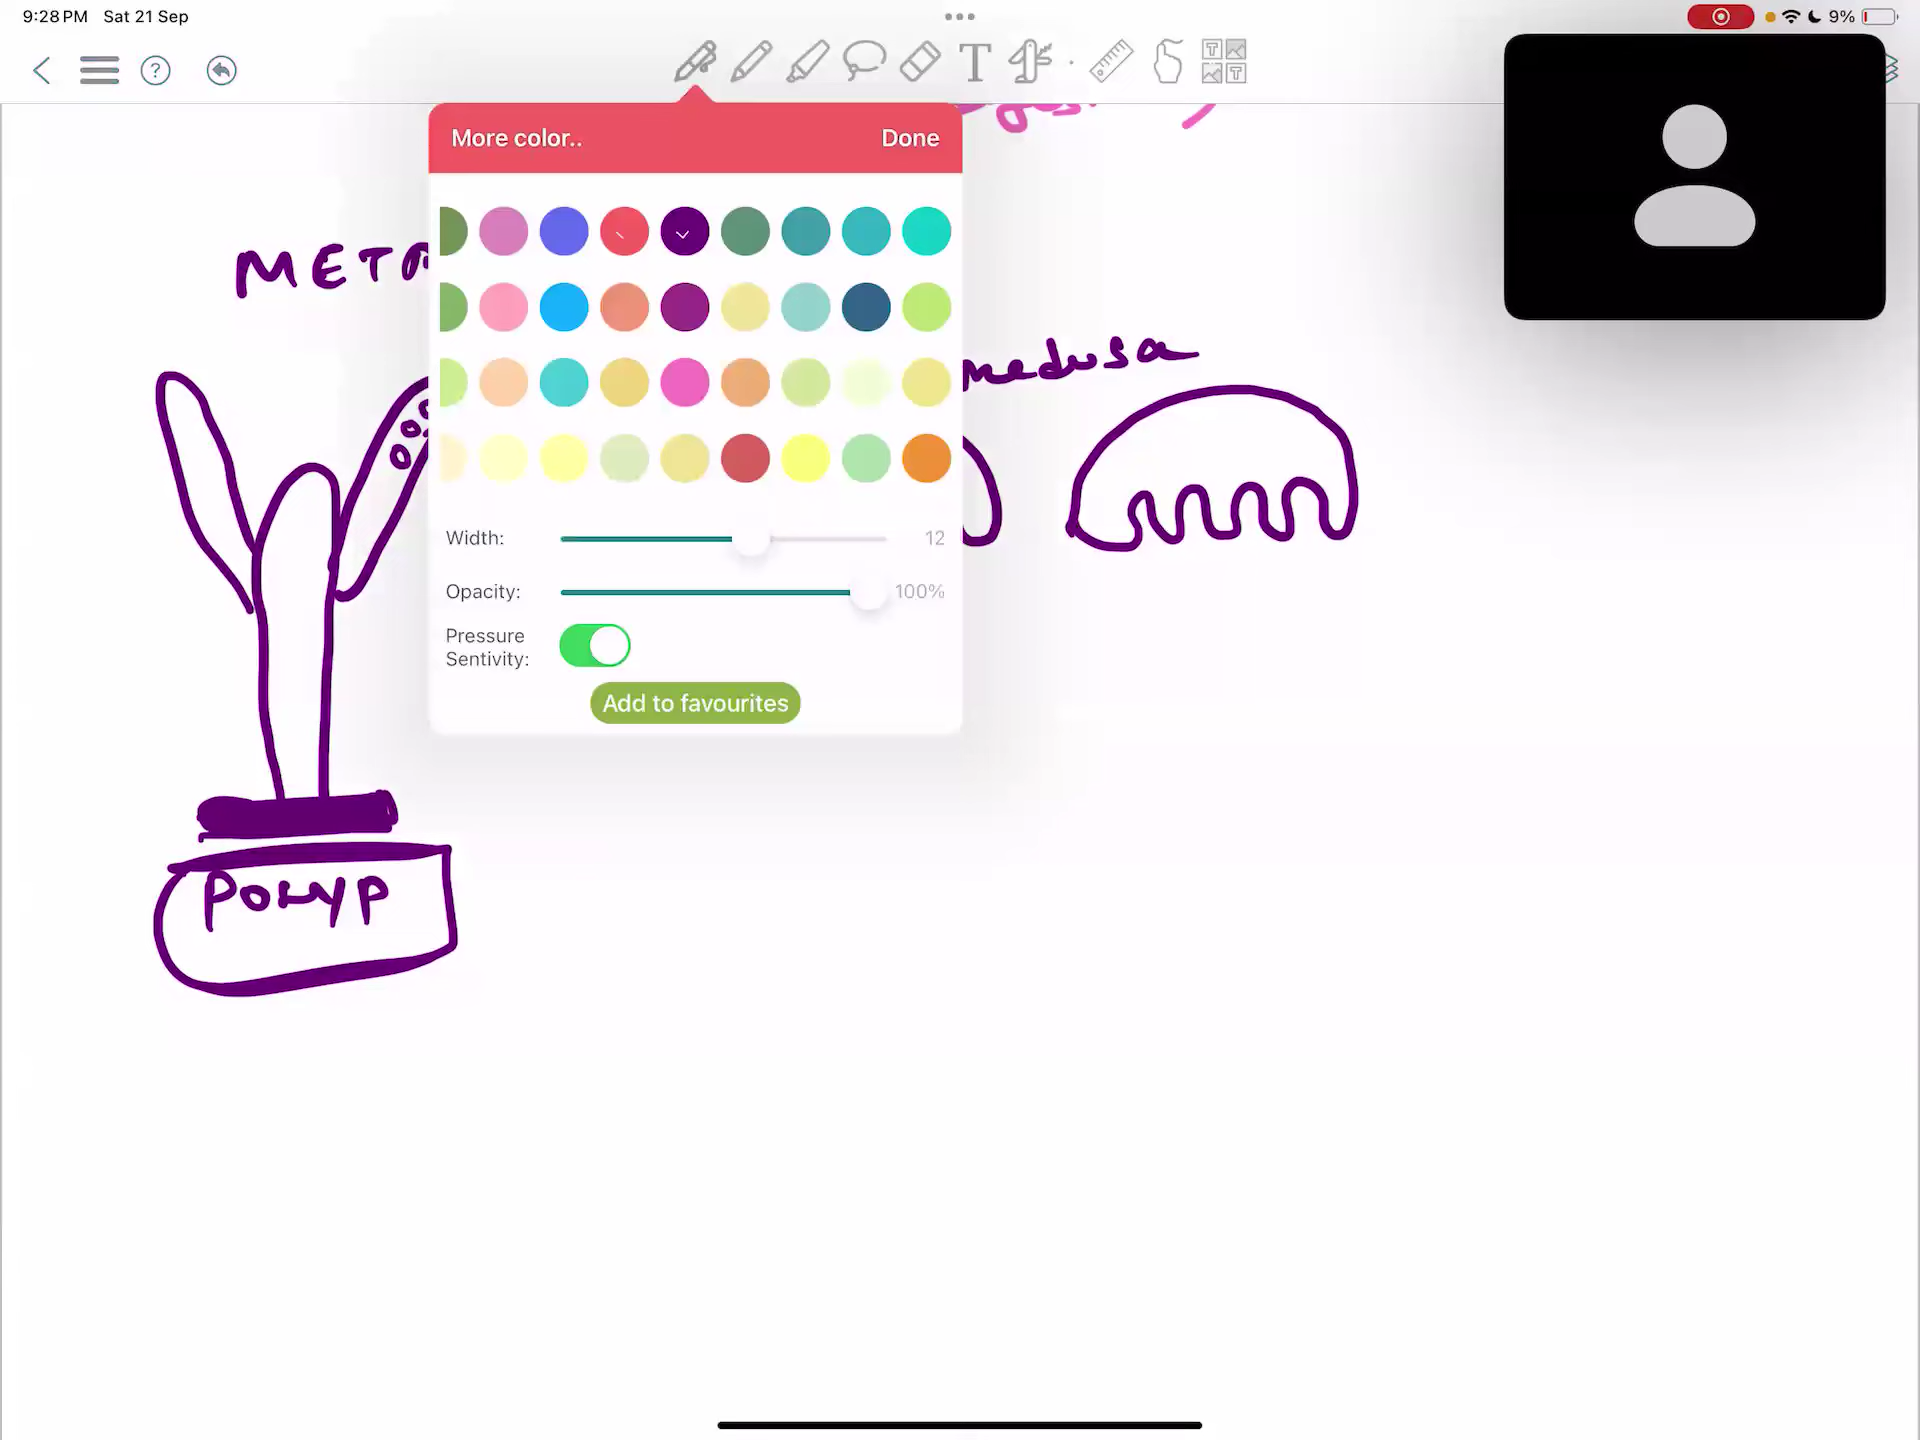 9:28 PM Sat 21 Sep
9%
More color..
Done
META
medusa
Width:
12
Opacity:
100%
Pressure
Sentivity:
Add to favourites
POLYP